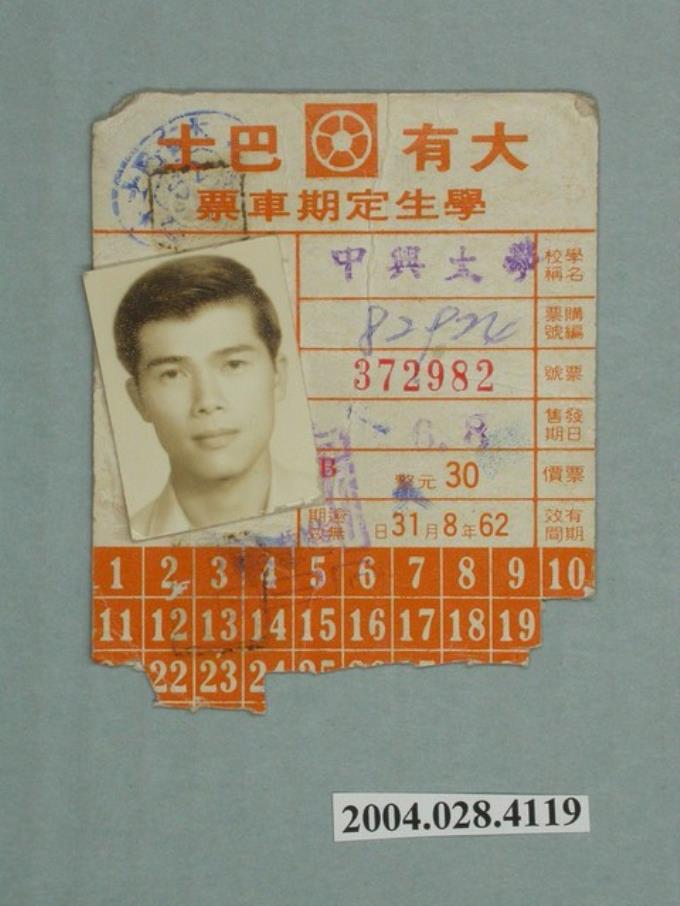 大有巴士
學生定期車票
學校名稱 中興大學
購票編號
票號 372982
發售日期 6.8
票價 30元整
B
有效期間 62年8月31日 逾期無效
1 2 3 4 5 6 7 8 9 10
11 12 13 14 15 16 17 18 19
22 23 24
2004.028.4119